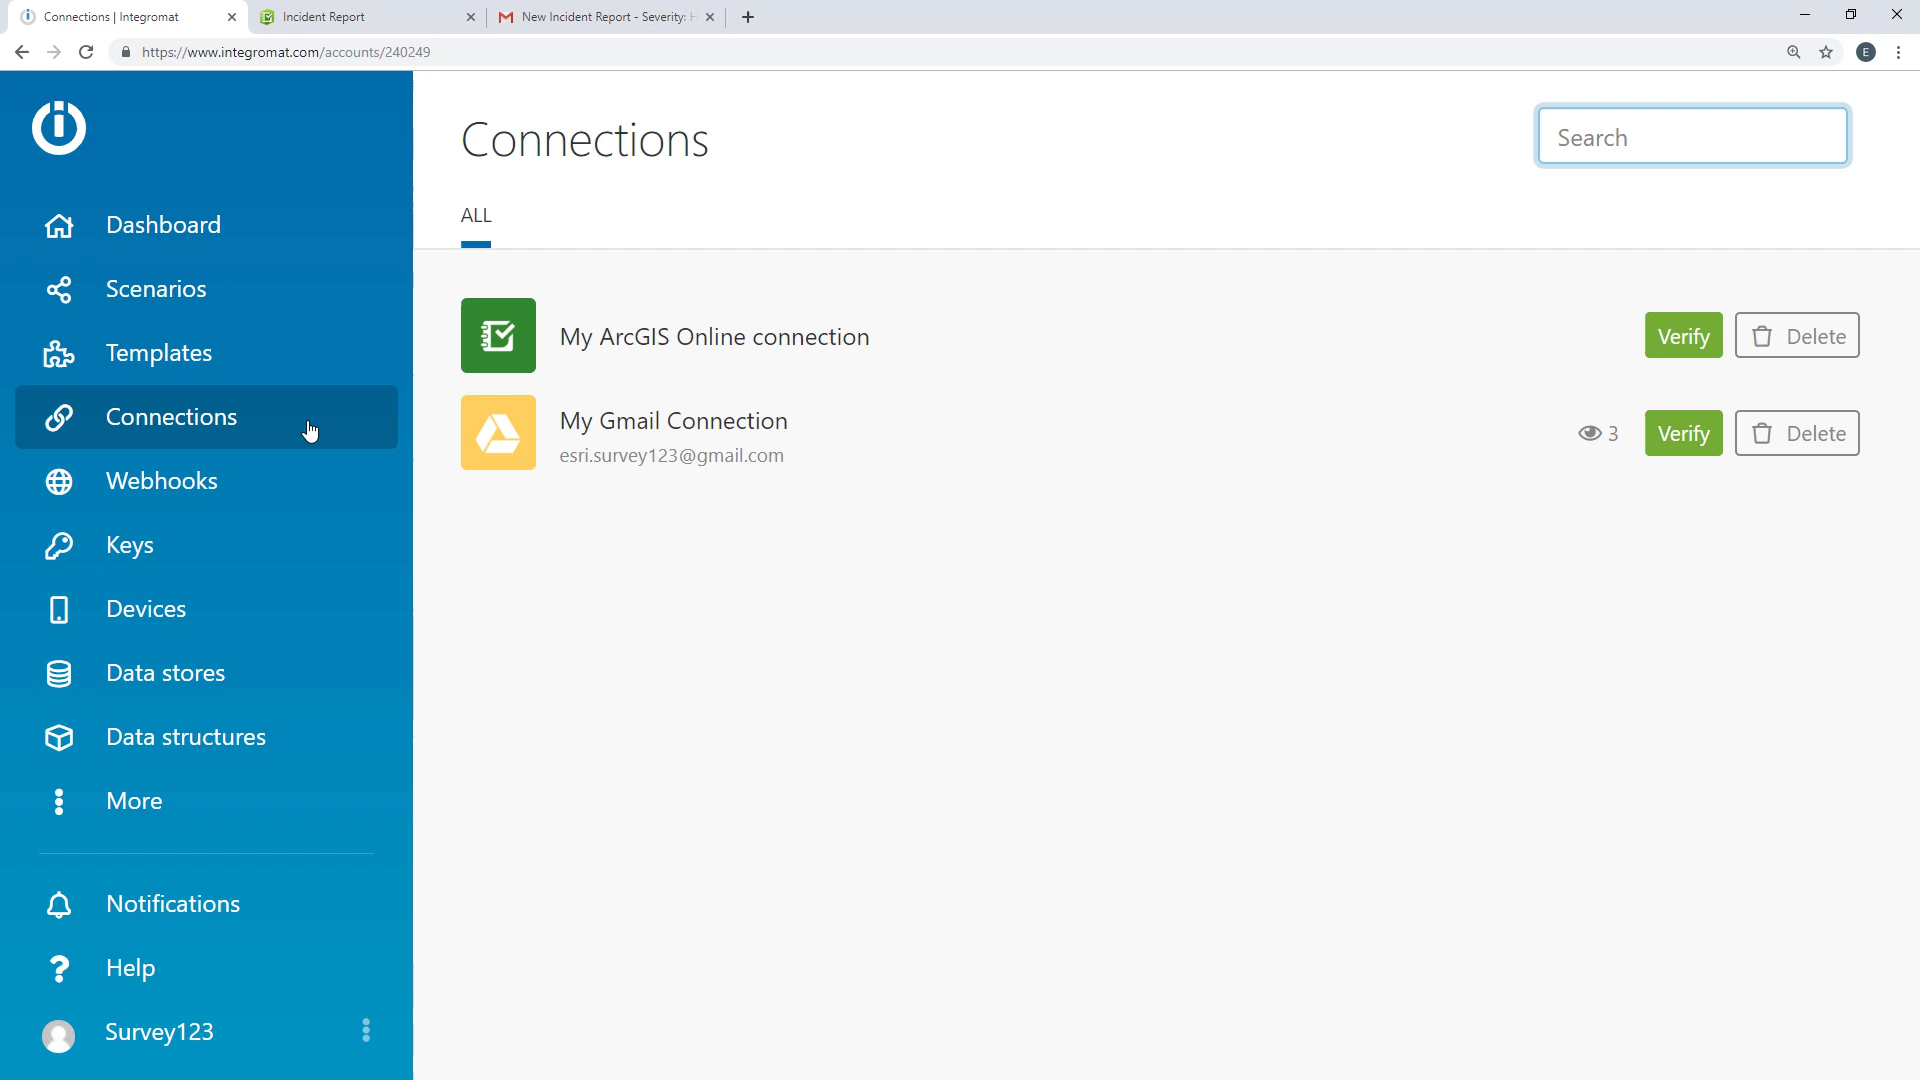 Connections | Integromat
Incident Report
New Incident Report - Severity: H
https://www.integromat.com/accounts/240249
E
Dashboard
Scenarios
Templates
Connections
Webhooks
Keys
Devices
Data stores
Data structures
More
Notifications
Help
Survey123
Connections
Search
ALL
My ArcGIS Online connection
Verify
Delete
My Gmail Connection
esri.survey123@gmail.com
3
Verify
Delete